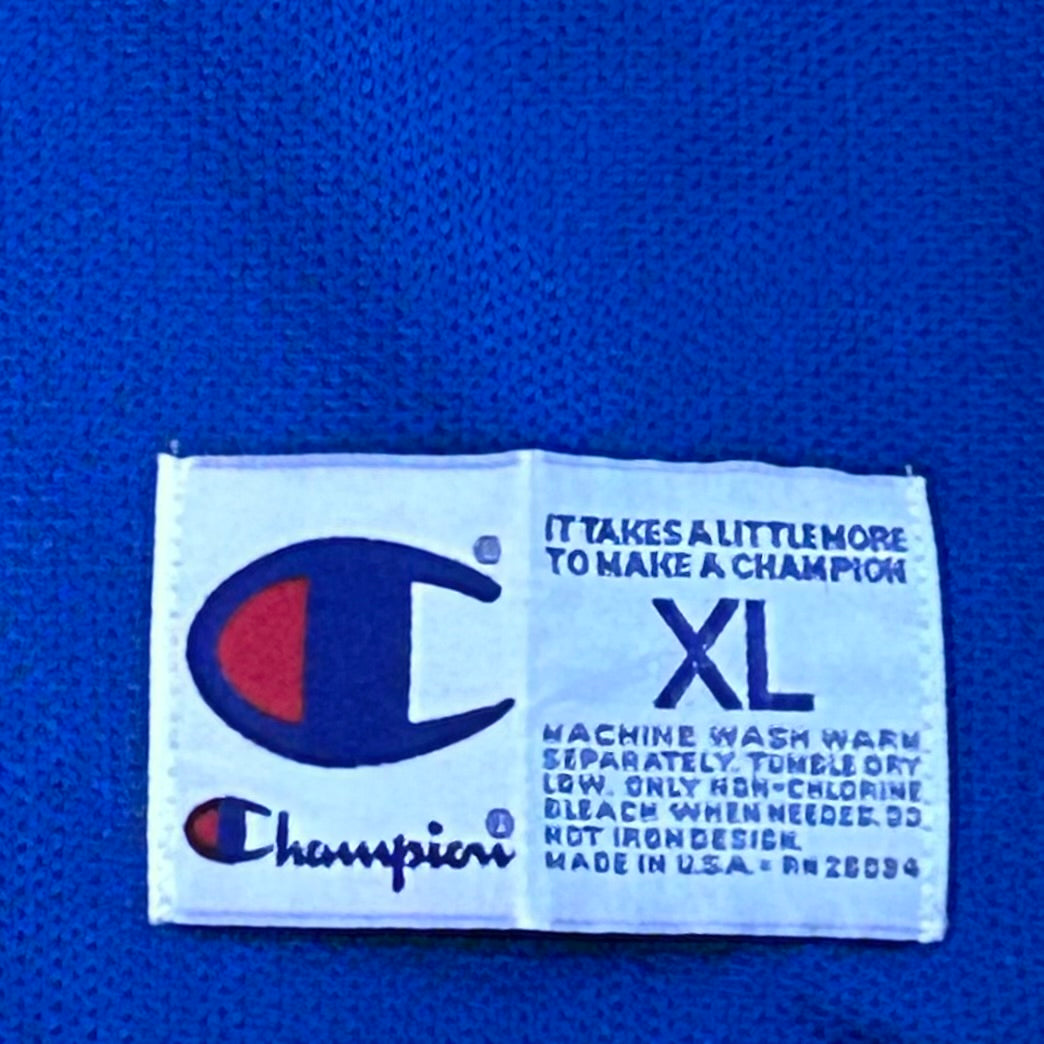 Champion
IT TAKES A LITTLE MORE
TO MAKE A CHAMPION
XL
MACHINE WASH WARM
SEPARATELY. TUMBLE DRY
LOW. ONLY NON-CHLORINE
BLEACH WHEN NEEDED. DO
NOT IRON DESIGN.
MADE IN U.S.A. RN